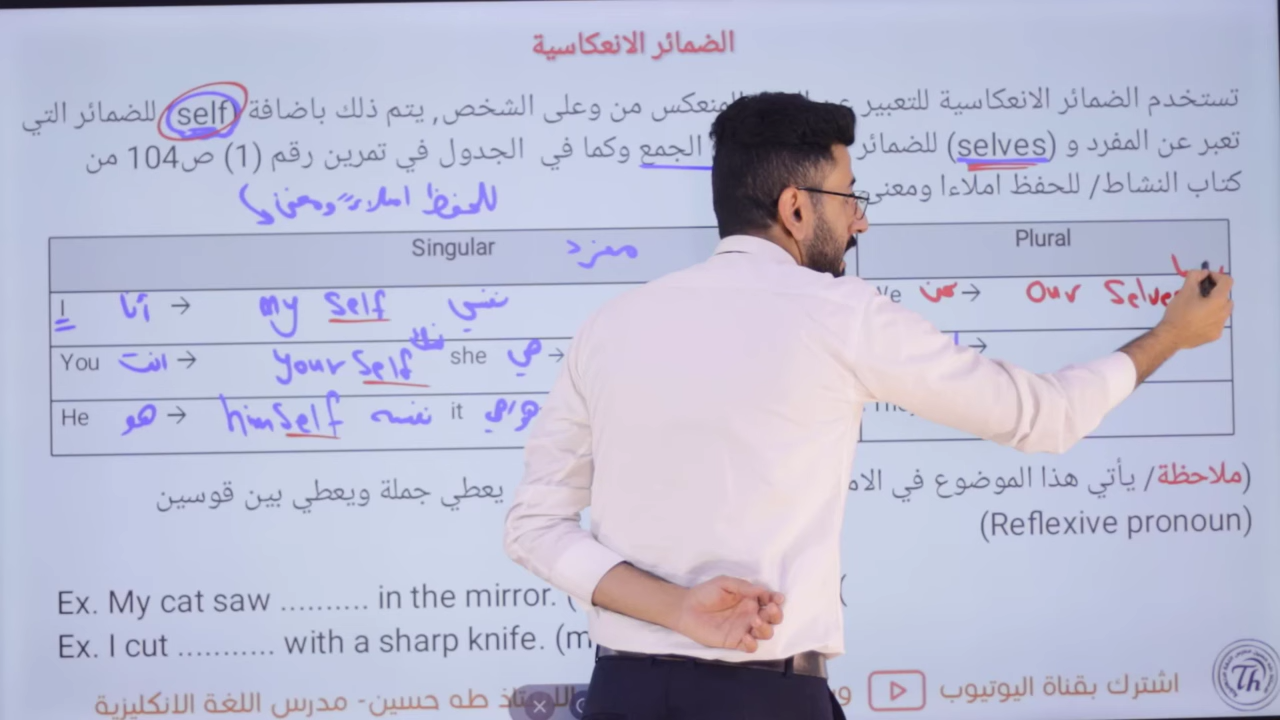 الضمائر الانعكاسية
تستخدم الضمائر الانعكاسية للتعبير المنعكس من وعلى الشخص, يتم ذلك باضافة (self) للضمائر التي
تعبر عن المفرد و (selves) للضمائر الجمع وكما في الجدول في تمرين رقم (1) ص104 من
كتاب النشاط/ للحفظ املاءا ومعنى
للحفظ املاءً ومعنى
Singular مفرد Plural
I أنا → my self نفسي We نحن → our selves
You انت → your self she هي →
He هو → himself نفسه it
(ملاحظة/ يأتي هذا الموضوع في يعطي جملة ويعطي بين قوسين
(Reflexive pronoun)
Ex. My cat saw .......... in the mirror. (
Ex. I cut ........... with a sharp knife. (
اشترك بقناة اليوتيوب طه حسين- مدرس اللغة الانكليزية
Th